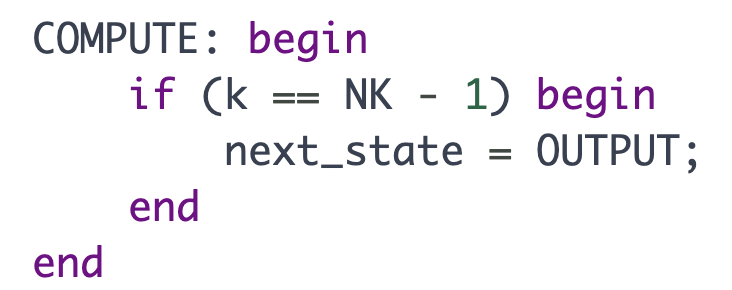 COMPUTE: begin
    if (k == NK - 1) begin
        next_state = OUTPUT;
    end
end